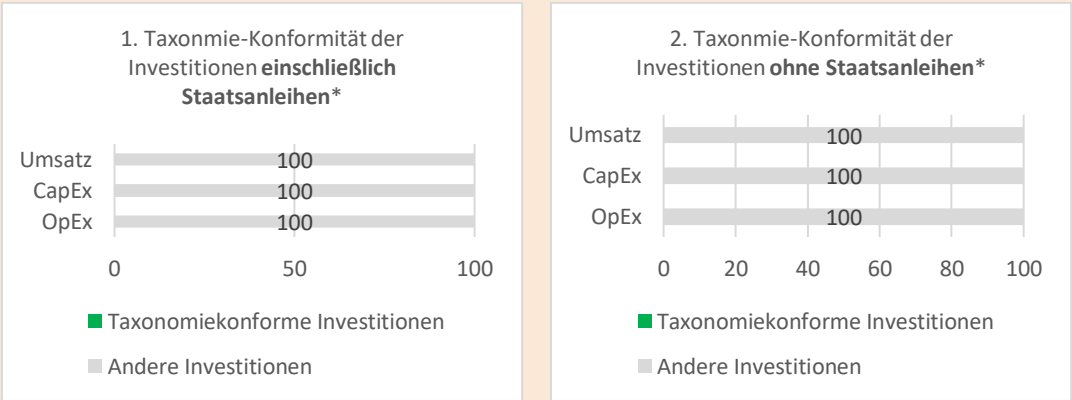 1. Taxonmie-Konformität der
Investitionen einschließlich
Staatsanleihen*
Umsatz
100
CapEx
100
OpEx
100
0 50 100
Taxonomiekonforme Investitionen
Andere Investitionen
2. Taxonmie-Konformität der
Investitionen ohne Staatsanleihen*
Umsatz
100
CapEx
100
OpEx
100
0 20 40 60 80 100
Taxonomiekonforme Investitionen
Andere Investitionen